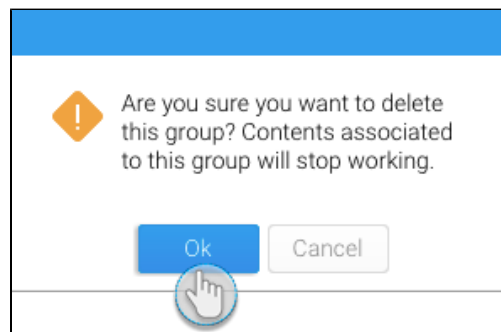 Are you sure you want to delete
this group? Contents associated
to this group will stop working.
Ok
Cancel